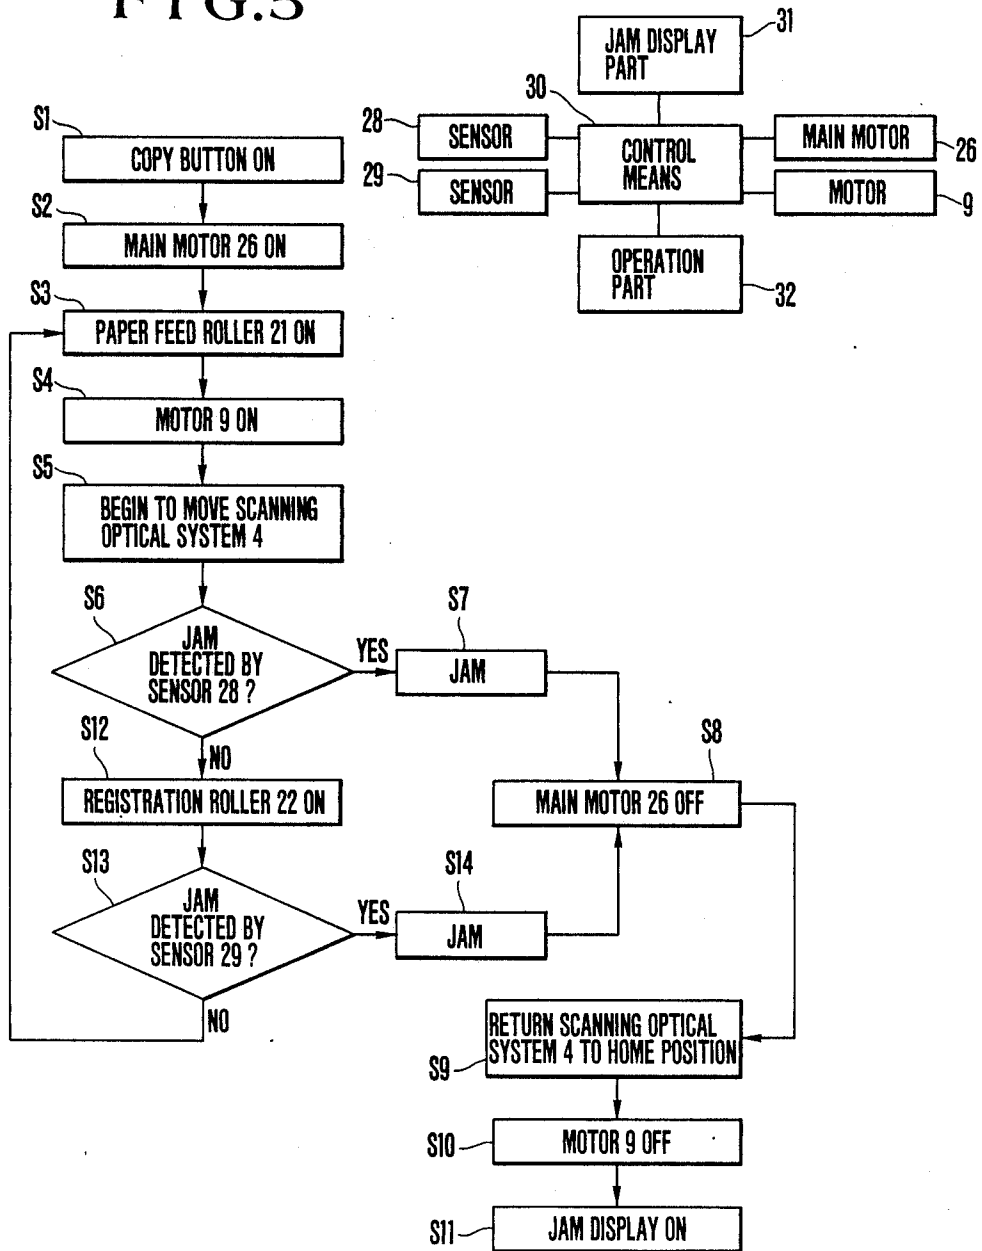 FIG.5
31
JAM DISPLAY
PART
30
28
SENSOR
CONTROL
MEANS
MAIN MOTOR
26
29
SENSOR
MOTOR
9
OPERATION
PART
32
S1
COPY BUTTON ON
S2
MAIN MOTOR 26 ON
S3
PAPER FEED ROLLER 21 ON
S4
MOTOR 9 ON
S5
BEGIN TO MOVE SCANNING
OPTICAL SYSTEM 4
S6
JAM
DETECTED BY
SENSOR 28 ?
YES
S7
JAM
NO
S8
MAIN MOTOR 26 OFF
S12
REGISTRATION ROLLER 22 ON
S13
JAM
DETECTED BY
SENSOR 29 ?
YES
S14
JAM
NO
RETURN SCANNING OPTICAL
SYSTEM 4 TO HOME POSITION
S9
S10
MOTOR 9 OFF
S11
JAM DISPLAY ON